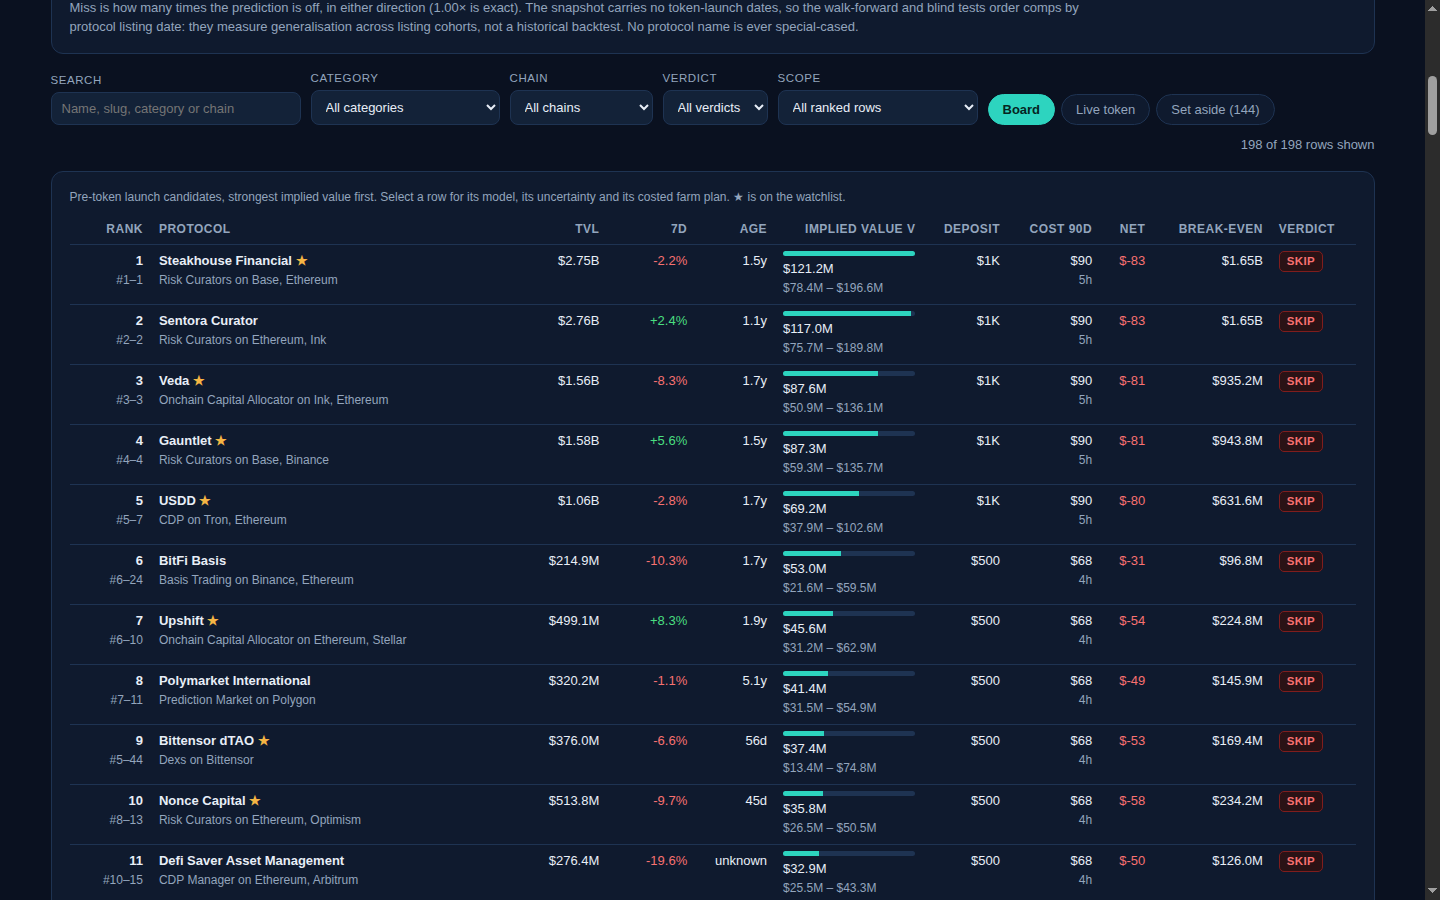 Miss is how many times the prediction is off, in either direction (1.00× is exact). The snapshot carries no token-launch dates, so the walk-forward and blind tests order comps by
protocol listing date: they measure generalisation across listing cohorts, not a historical backtest. No protocol name is ever special-cased.
SEARCH CATEGORY CHAIN VERDICT SCOPE
Name, slug, category or chain All categories All chains All verdicts All ranked rows Board Live token Set aside (144)
198 of 198 rows shown
Pre-token launch candidates, strongest implied value first. Select a row for its model, its uncertainty and its costed farm plan. ★ is on the watchlist.
RANK PROTOCOL TVL 7D AGE IMPLIED VALUE V DEPOSIT COST 90D NET BREAK-EVEN VERDICT
1 Steakhouse Financial ★ $2.75B -2.2% 1.5y $121.2M $1K $90 $-83 $1.65B SKIP
#1–1 Risk Curators on Base, Ethereum $78.4M – $196.6M 5h
2 Sentora Curator $2.76B +2.4% 1.1y $117.0M $1K $90 $-83 $1.65B SKIP
#2–2 Risk Curators on Ethereum, Ink $75.7M – $189.8M 5h
3 Veda ★ $1.56B -8.3% 1.7y $87.6M $1K $90 $-81 $935.2M SKIP
#3–3 Onchain Capital Allocator on Ink, Ethereum $50.9M – $136.1M 5h
4 Gauntlet ★ $1.58B +5.6% 1.5y $87.3M $1K $90 $-81 $943.8M SKIP
#4–4 Risk Curators on Base, Binance $59.3M – $135.7M 5h
5 USDD ★ $1.06B -2.8% 1.7y $69.2M $1K $90 $-80 $631.6M SKIP
#5–7 CDP on Tron, Ethereum $37.9M – $102.6M 5h
6 BitFi Basis $214.9M -10.3% 1.7y $53.0M $500 $68 $-31 $96.8M SKIP
#6–24 Basis Trading on Binance, Ethereum $21.6M – $59.5M 4h
7 Upshift ★ $499.1M +8.3% 1.9y $45.6M $500 $68 $-54 $224.8M SKIP
#6–10 Onchain Capital Allocator on Ethereum, Stellar $31.2M – $62.9M 4h
8 Polymarket International $320.2M -1.1% 5.1y $41.4M $500 $68 $-49 $145.9M SKIP
#7–11 Prediction Market on Polygon $31.5M – $54.9M 4h
9 Bittensor dTAO ★ $376.0M -6.6% 56d $37.4M $500 $68 $-53 $169.4M SKIP
#5–44 Dexs on Bittensor $13.4M – $74.8M 4h
10 Nonce Capital ★ $513.8M -9.7% 45d $35.8M $500 $68 $-58 $234.2M SKIP
#8–13 Risk Curators on Ethereum, Optimism $26.5M – $50.5M 4h
11 Defi Saver Asset Management $276.4M -19.6% unknown $32.9M $500 $68 $-50 $126.0M SKIP
#10–15 CDP Manager on Ethereum, Arbitrum $25.5M – $43.3M 4h